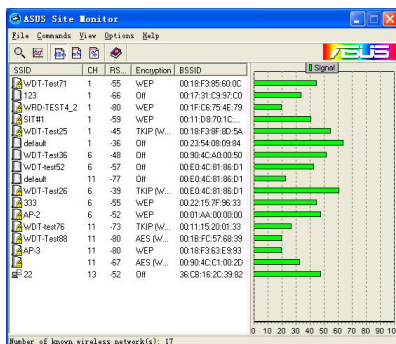 ASUS Site Monitor
File Commands View Options Help
/SUS
SSID CH RS... Encryption BSSID Signal
WDT-Test71 1 -55 WEP 00:18:F3:85:60:0C
123 1 -66 Off 00:17:31:C9:97:C0
WRD-TEST4_2 1 -80 WEP 00:1F:C6:75:4E:79
SIT#1 1 -59 WEP 00:11:D8:70:1C:...
WDT-Test25 1 -45 TKIP (W... 00:18:F3:8F:8D:5A
default 1 -36 Off 00:23:54:08:09:84
WDT-Test36 6 -48 Off 00:90:4C:A0:00:50
WDT-test52 6 -57 Off 00:E0:4C:81:86:D1
default 11 -77 Off 00:E0:4C:81:86:D1
WDT-Test26 6 -39 TKIP (W... 00:E0:4C:81:86:D1
333 6 -55 WEP 00:22:15:7F:96:33
AP-2 6 -52 WEP 00:01:AA:00:00:00
WDT-test76 11 -73 TKIP (W... 00:11:15:20:01:33
WDT-Test88 11 -80 AES (W... 00:1B:FC:57:68:39
AP-3 11 -80 WEP 00:18:F3:63:E9:93
11 -67 AES (W... 00:90:4C:C1:00:2D
22 13 -52 Off 36:CB:16:2C:39:82
0 10 20 30 40 50 60 70 80 90 10
Number of known wireless network(s): 17